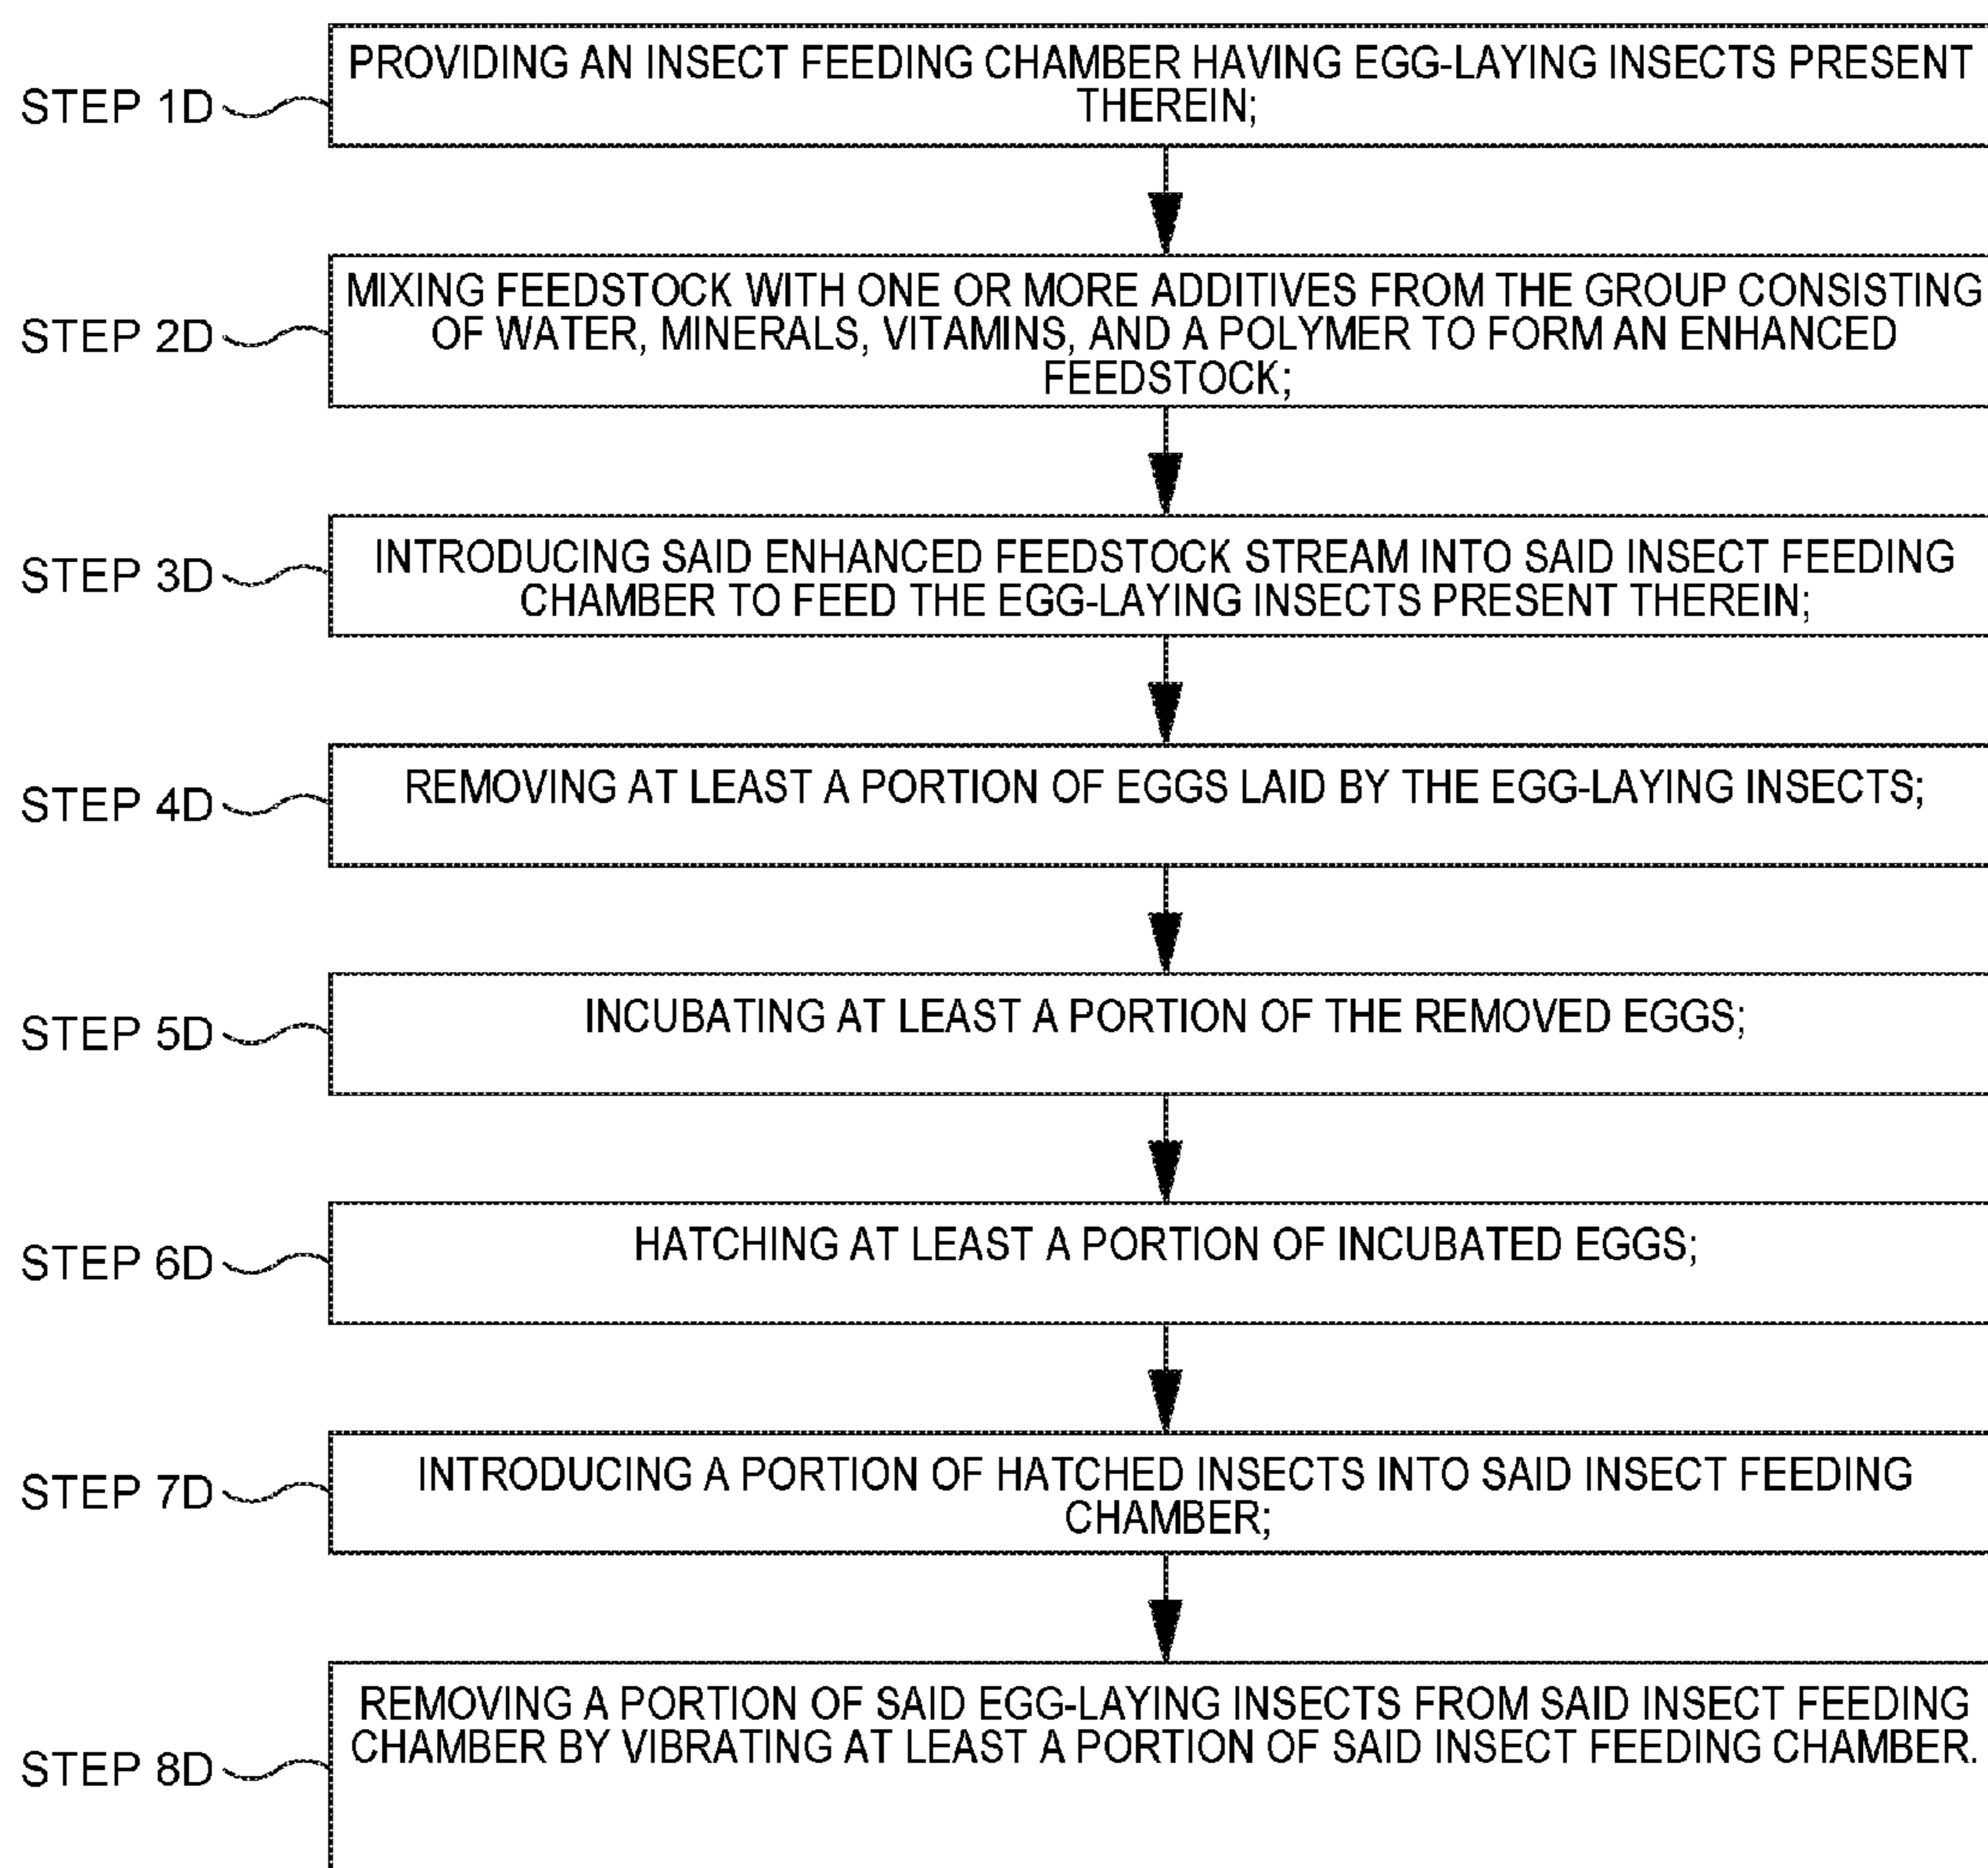 PROVIDING AN INSECT FEEDING CHAMBER HAVING EGG-LAYING INSECTS PRESENT
THEREIN;
STEP 1D
MIXING FEEDSTOCK WITH ONE OR MORE ADDITIVES FROM THE GROUP CONSISTING
OF WATER, MINERALS, VITAMINS, AND A POLYMER TO FORM AN ENHANCED
FEEDSTOCK;
STEP 2D
INTRODUCING SAID ENHANCED FEEDSTOCK STREAM INTO SAID INSECT FEEDING
CHAMBER TO FEED THE EGG-LAYING INSECTS PRESENT THEREIN;
STEP 3D
REMOVING AT LEAST A PORTION OF EGGS LAID BY THE EGG-LAYING INSECTS;
STEP 4D
INCUBATING AT LEAST A PORTION OF THE REMOVED EGGS;
STEP 5D
HATCHING AT LEAST A PORTION OF INCUBATED EGGS;
STEP 6D
INTRODUCING A PORTION OF HATCHED INSECTS INTO SAID INSECT FEEDING
CHAMBER;
STEP 7D
REMOVING A PORTION OF SAID EGG-LAYING INSECTS FROM SAID INSECT FEEDING
CHAMBER BY VIBRATING AT LEAST A PORTION OF SAID INSECT FEEDING CHAMBER.
STEP 8D